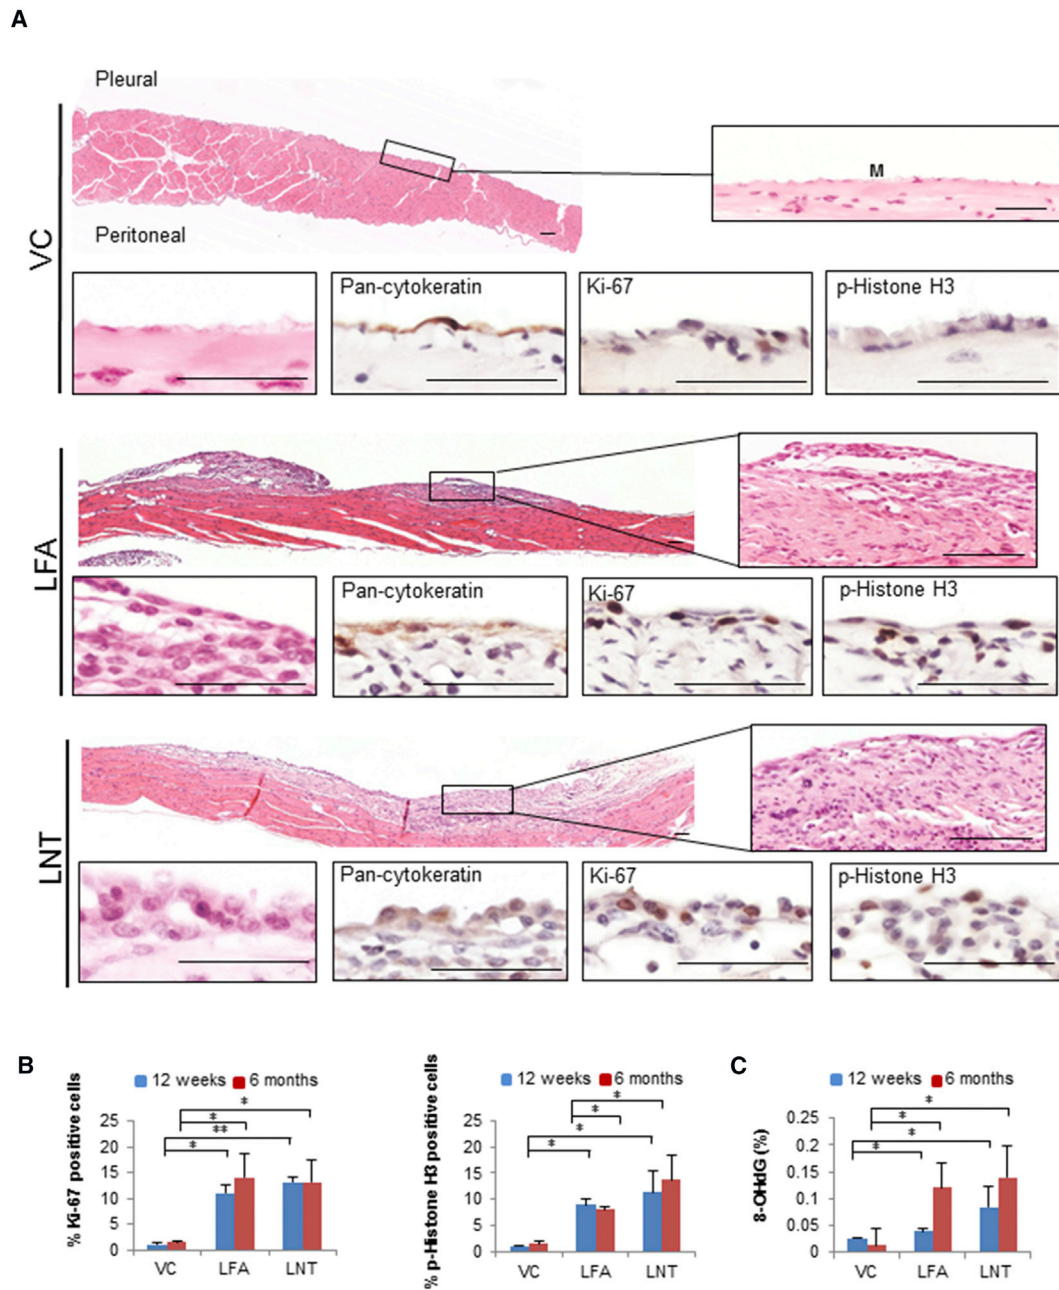 A
Pleural
Peritoneal
M
VC
Pan-cytokeratin
Ki-67
p-Histone H3
LFA
Pan-cytokeratin
Ki-67
p-Histone H3
LNT
Pan-cytokeratin
Ki-67
p-Histone H3
B
% Ki-67 positive cells
12 weeks 6 months
*
*
**
*
25
20
15
10
5
0
VC LFA LNT
% p-Histone H3 positive cells
12 weeks 6 months
*
*
*
*
25
20
15
10
5
0
VC LFA LNT
C
8-OHdG (%)
12 weeks 6 months
*
*
*
*
0.25
0.2
0.15
0.1
0.05
0
VC LFA LNT